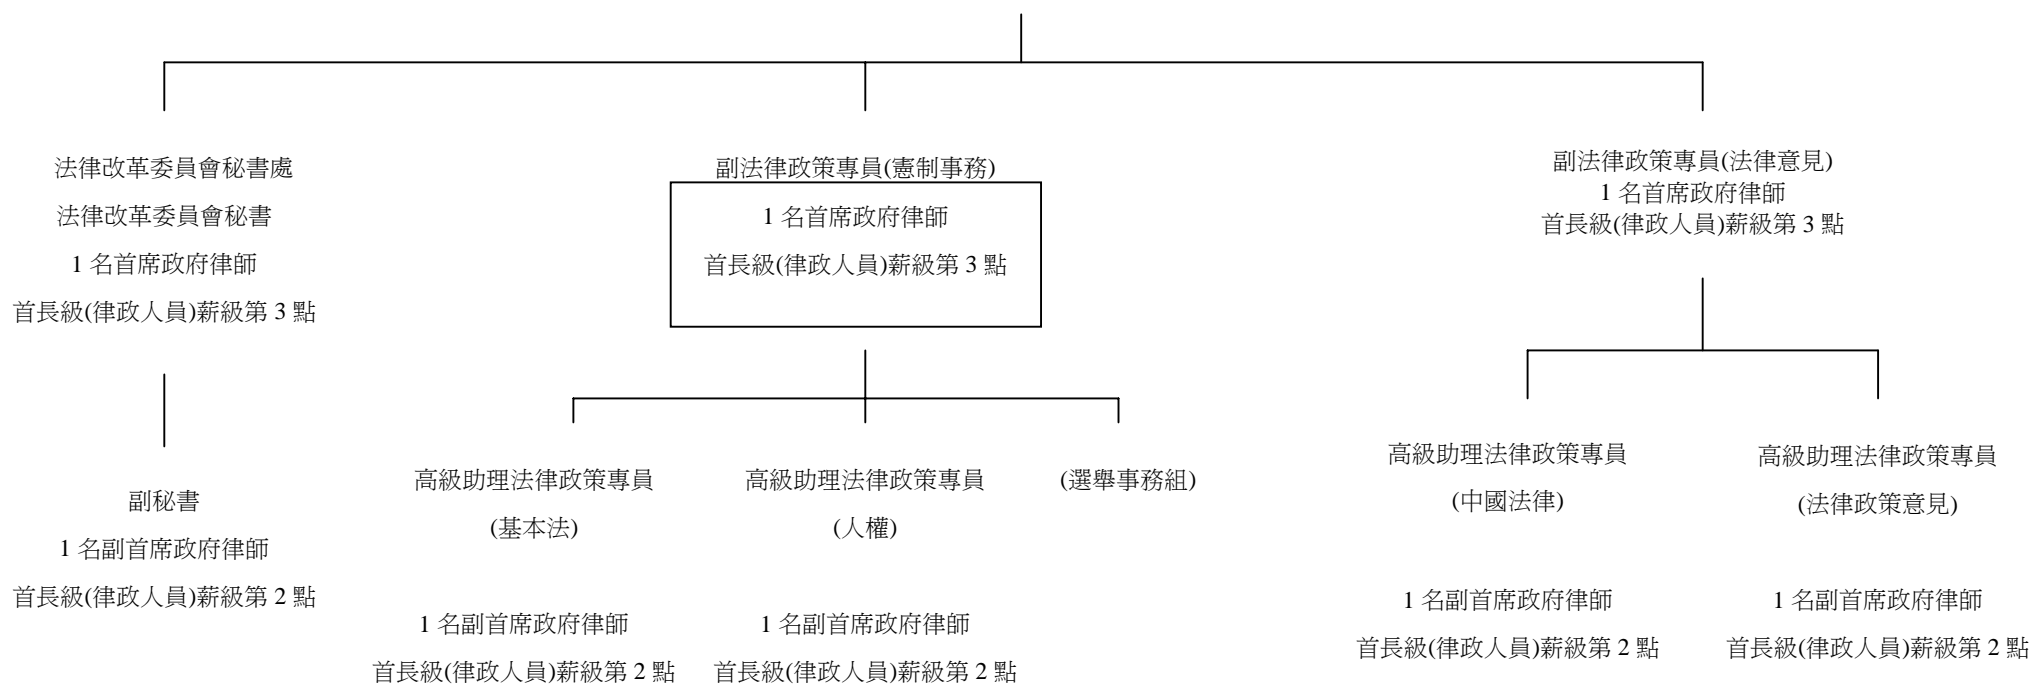 法律改革委員會秘書處
法律改革委員會秘書
1 名首席政府律師
首長級(律政人員)薪級第 3 點
副秘書
1 名副首席政府律師
首長級(律政人員)薪級第 2 點
副法律政策專員(憲制事務)
1 名首席政府律師
首長級(律政人員)薪級第 3 點
高級助理法律政策專員
(基本法)
1 名副首席政府律師
首長級(律政人員)薪級第 2 點
高級助理法律政策專員
(人權)
1 名副首席政府律師
首長級(律政人員)薪級第 2 點
(選舉事務組)
副法律政策專員(法律意見)
1 名首席政府律師
首長級(律政人員)薪級第 3 點
高級助理法律政策專員
(中國法律)
1 名副首席政府律師
首長級(律政人員)薪級第 2 點
高級助理法律政策專員
(法律政策意見)
1 名副首席政府律師
首長級(律政人員)薪級第 2 點